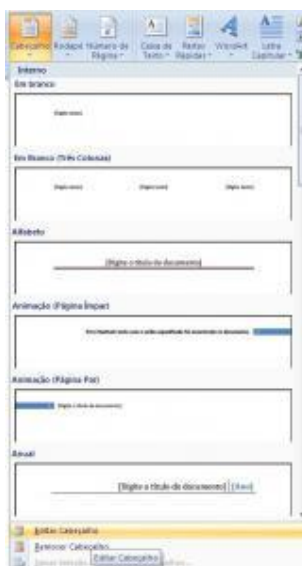 Cabeçalho Rodapé Número de Página Caixa de Texto Partes Rápidas WordArt Letra Capitular
Interno
Em branco
[Digite texto]
Em Branco (Três Colunas)
[Digite texto] [Digite texto] [Digite texto]
Alfabeto
[Digite o título do documento]
Animação (Página Ímpar)
Animação (Página Par)
[Digite o título do documento]
Anual
[Digite o título do documento] [Ano]
Editar Cabeçalho
Remover Cabeçalho
Editar Cabeçalho